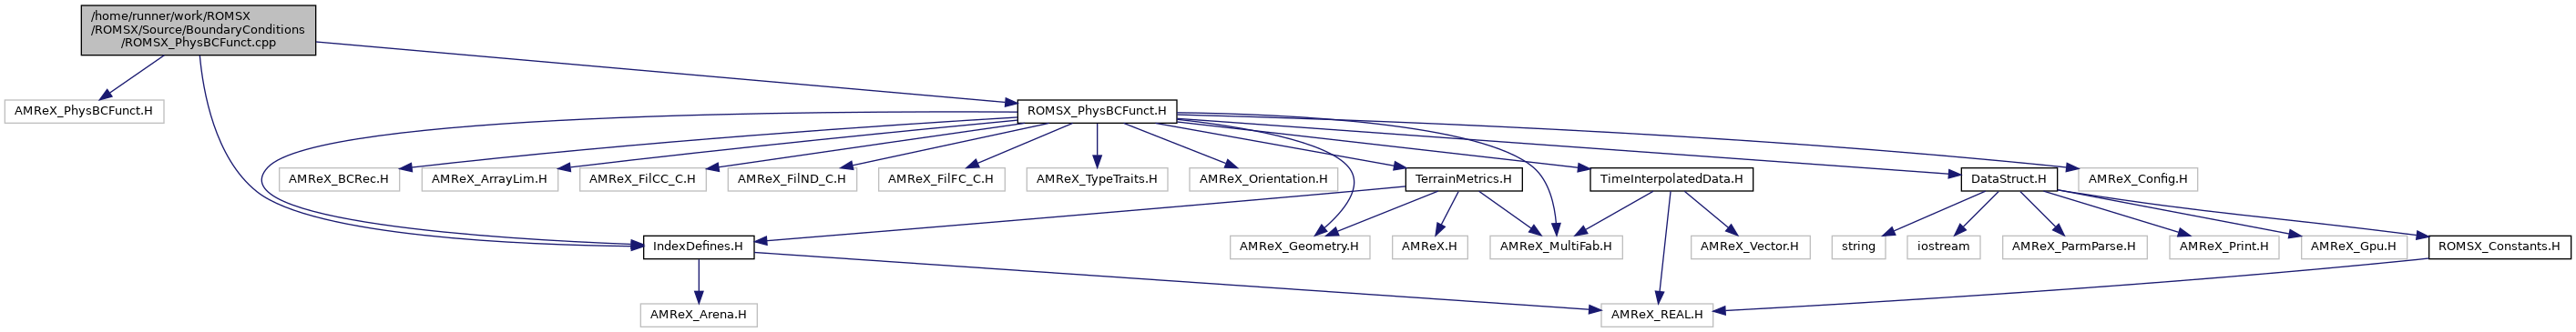 /home/runner/work/ROMSX
/ROMSX/Source/BoundaryConditions
/ROMSX_PhysBCFunct.cpp
AMReX_PhysBCFunct.H
ROMSX_PhysBCFunct.H
AMReX_BCRec.H
AMReX_ArrayLim.H
AMReX_FilCC_C.H
AMReX_FilND_C.H
AMReX_FilFC_C.H
AMReX_TypeTraits.H
AMReX_Orientation.H
TerrainMetrics.H
TimeInterpolatedData.H
DataStruct.H
AMReX_Config.H
IndexDefines.H
AMReX_Geometry.H
AMReX.H
AMReX_MultiFab.H
AMReX_Vector.H
string
iostream
AMReX_ParmParse.H
AMReX_Print.H
AMReX_Gpu.H
ROMSX_Constants.H
AMReX_Arena.H
AMReX_REAL.H